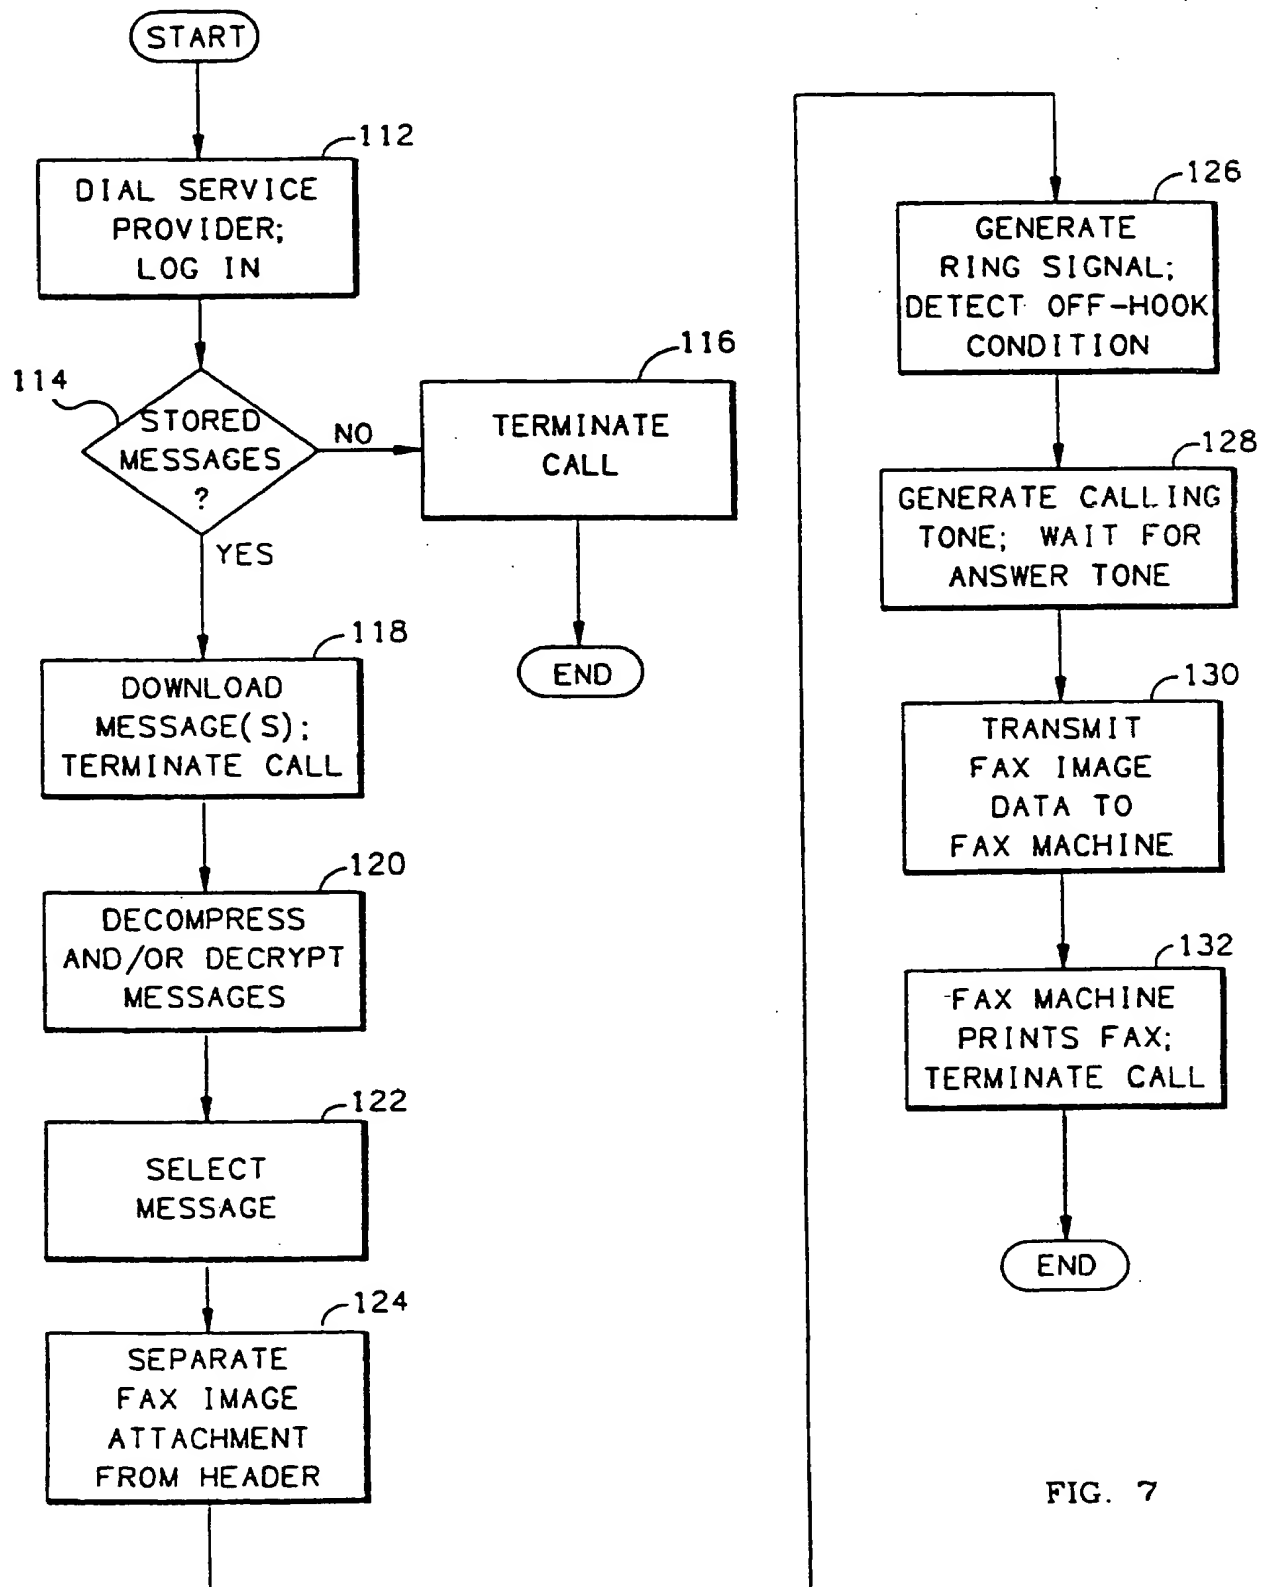 START
112
DIAL SERVICE
PROVIDER;
LOG IN
114
STORED
MESSAGES
?
NO
YES
116
TERMINATE
CALL
END
118
DOWNLOAD
MESSAGE(S);
TERMINATE CALL
120
DECOMPRESS
AND/OR DECRYPT
MESSAGES
122
SELECT
MESSAGE
124
SEPARATE
FAX IMAGE
ATTACHMENT
FROM HEADER
126
GENERATE
RING SIGNAL;
DETECT OFF-HOOK
CONDITION
128
GENERATE CALLING
TONE; WAIT FOR
ANSWER TONE
130
TRANSMIT
FAX IMAGE
DATA TO
FAX MACHINE
132
FAX MACHINE
PRINTS FAX;
TERMINATE CALL
END
FIG. 7